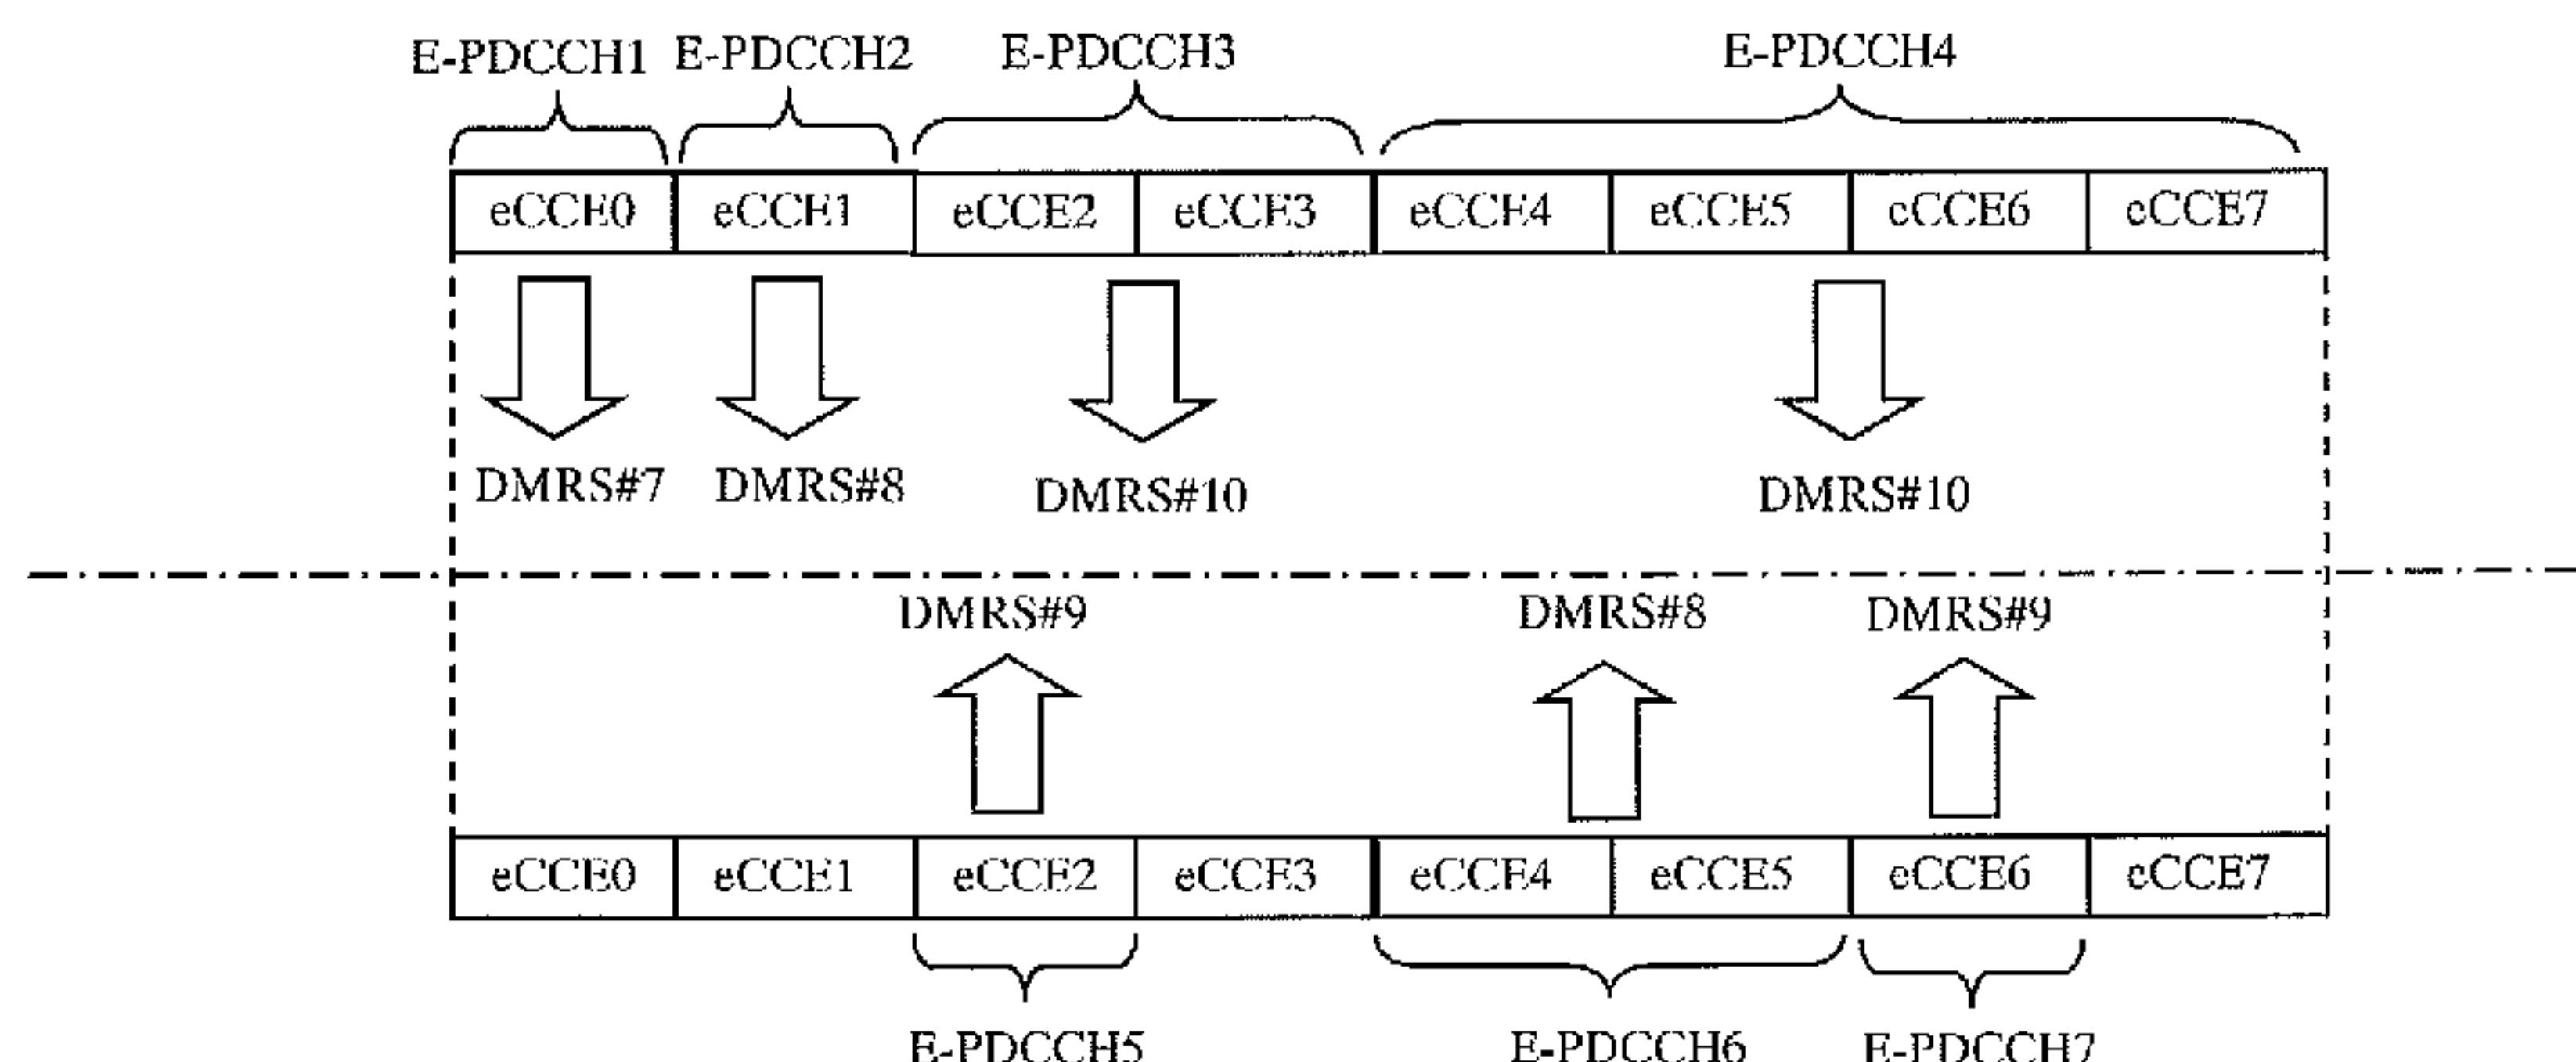 E-PDCCH1 E-PDCCH2 E-PDCCH3 E-PDCCH4
eCCE0 eCCE1 eCCE2 eCCE3 eCCE4 eCCE5 eCCE6 eCCE7
DMRS#7 DMRS#8 DMRS#10 DMRS#10
DMRS#9 DMRS#8 DMRS#9
eCCE0 eCCE1 eCCE2 eCCE3 eCCE4 eCCE5 eCCE6 eCCE7
E-PDCCH5 E-PDCCH6 E-PDCCH7